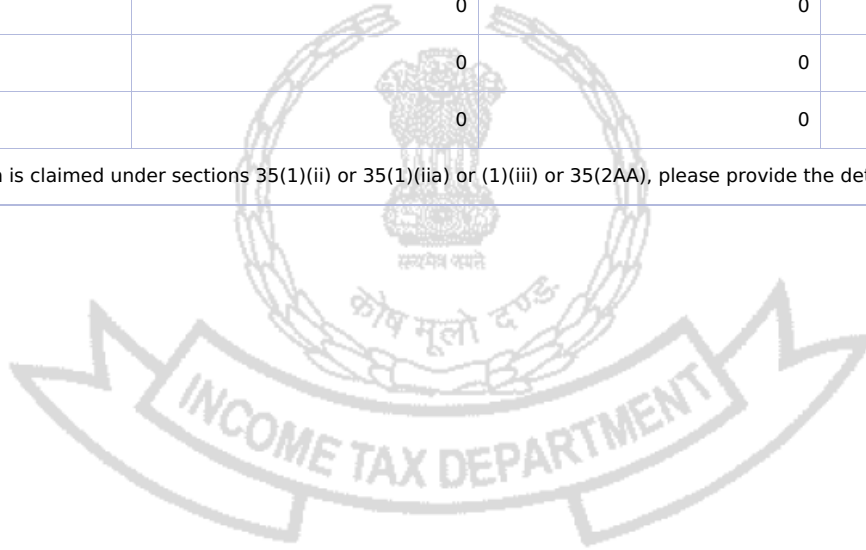 0 0
0 0
0 0
is claimed under sections 35(1)(ii) or 35(1)(iia) or (1)(iii) or 35(2AA), please provide the
सत्यमेव जयते
कोष मूलो दण्ड
INCOME TAX DEPARTMENT